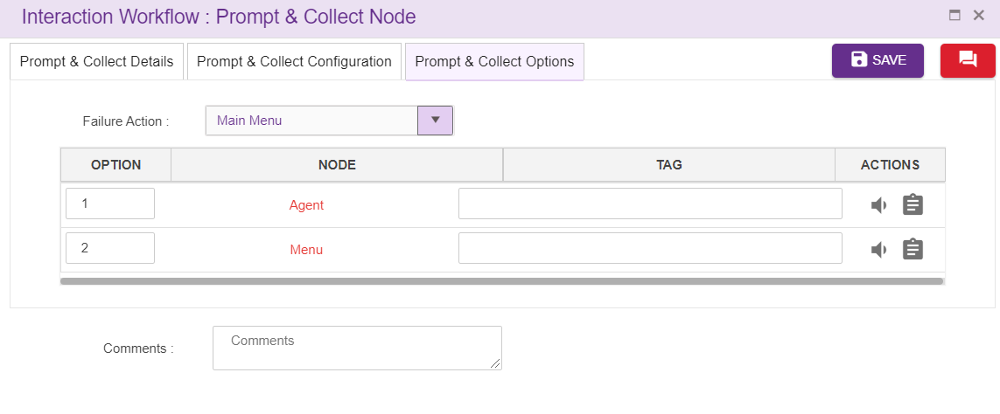 Interaction Workflow : Prompt & Collect Node
Prompt & Collect Details Prompt & Collect Configuration Prompt & Collect Options SAVE
Failure Action : Main Menu
OPTION NODE TAG ACTIONS
1 Agent
2 Menu
Comments : Comments